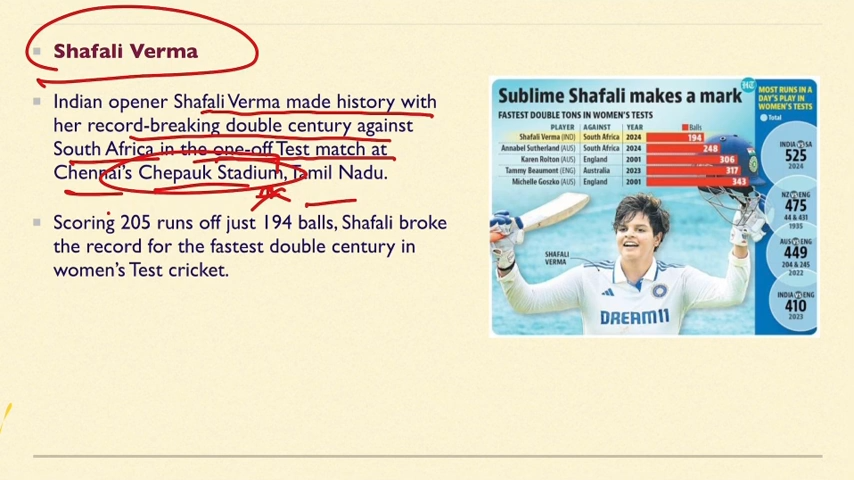 Shafali Verma
Indian opener Shafali Verma made history with
her record-breaking double century against
South Africa in the one-off Test match at
Chennai's Chepauk Stadium, Tamil Nadu.
Scoring 205 runs off just 194 balls, Shafali broke
the record for the fastest double century in
women's Test cricket.
HT
Sublime Shafali makes a mark
FASTEST DOUBLE TONS IN WOMEN'S TESTS
PLAYER AGAINST YEAR Balls
Shafali Verma (IND) South Africa 2024 194
Annabel Sutherland (AUS) South Africa 2024 248
Karen Rolton (AUS) England 2001 306
Tammy Beaumont (ENG) Australia 2023 317
Michelle Goszko (AUS) England 2001 343
SHAFALI
VERMA
DREAM11
MOST RUNS IN A
DAY'S PLAY IN
WOMEN'S TESTS
Total
INDIA V SA
525
2024
NZ V ENG
475
44 & 431
1935
AUS V ENG
449
204 & 245
2022
INDIA V ENG
410
2023